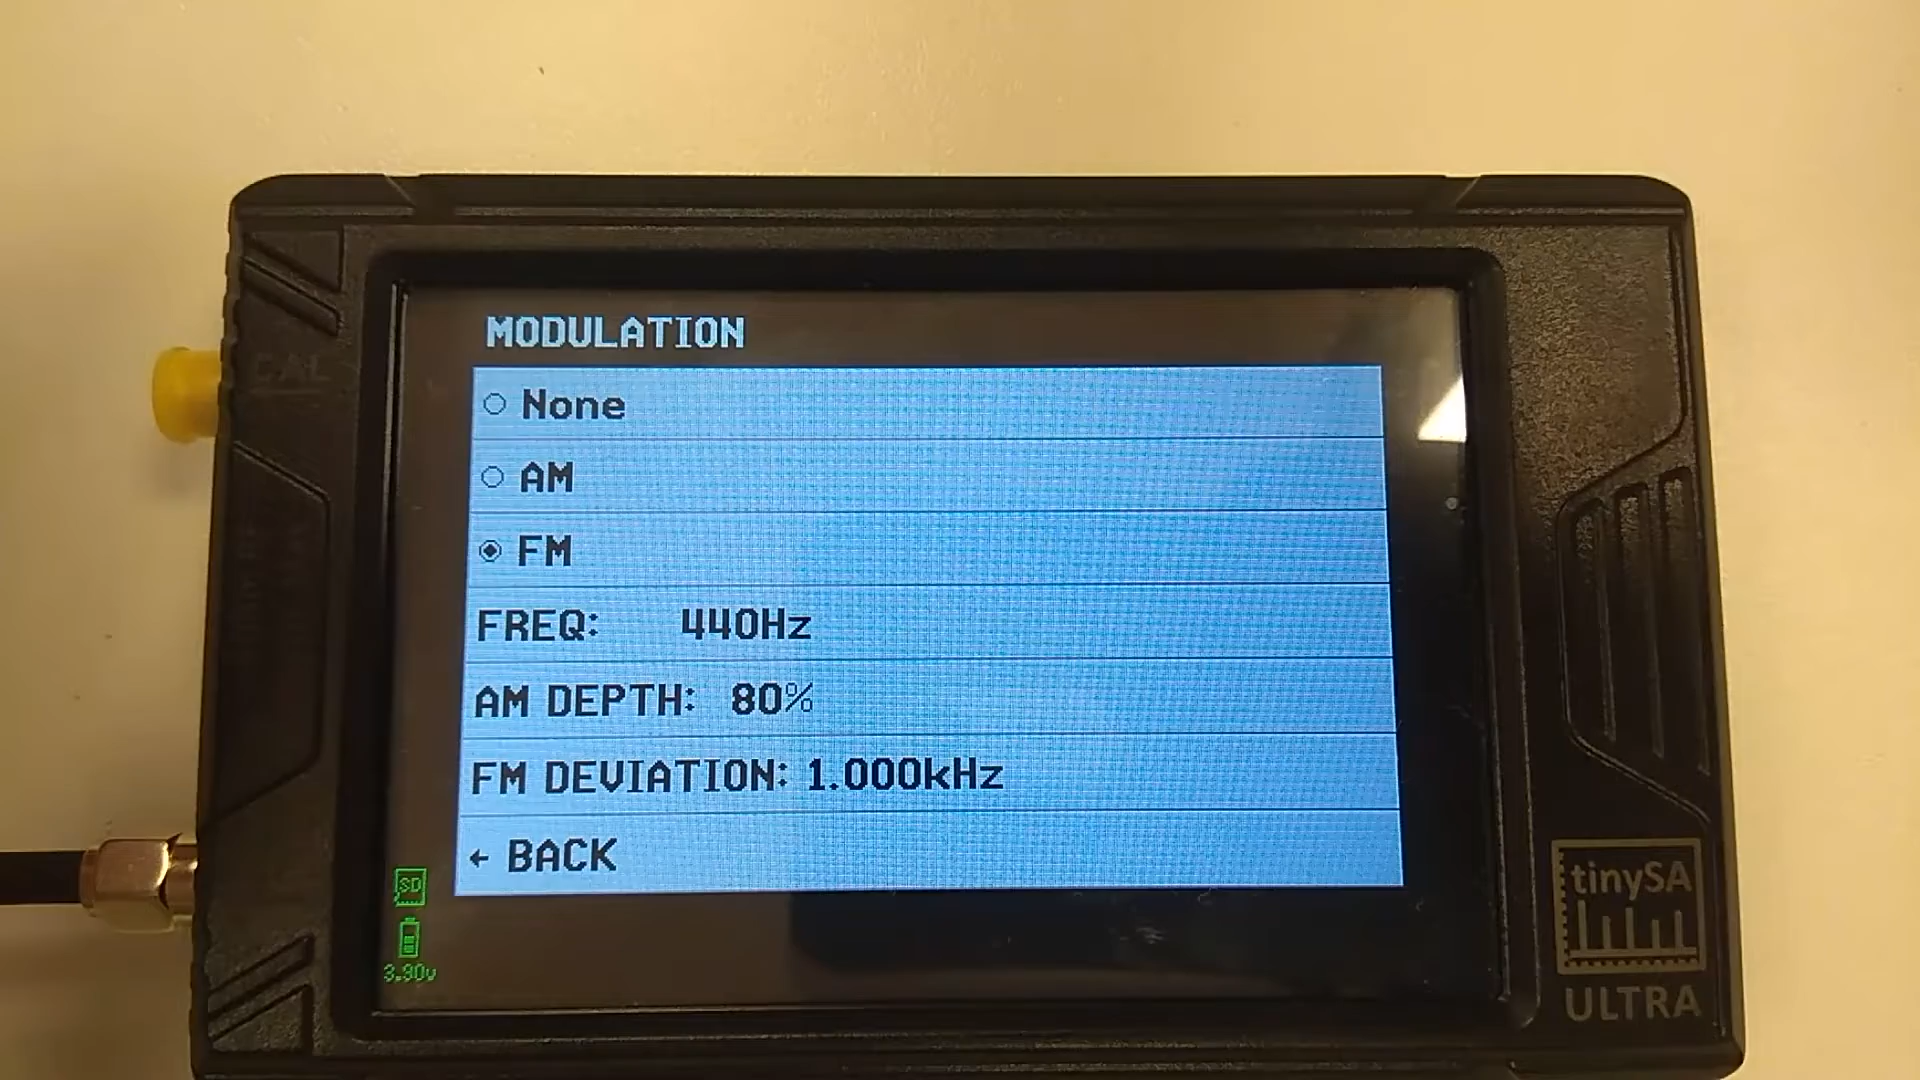 MODULATION
None
AM
FM
FREQ: 440Hz
AM DEPTH: 80%
FM DEVIATION: 1.000kHz
← BACK
CAL
SD
3.90v
tinySA
ULTRA